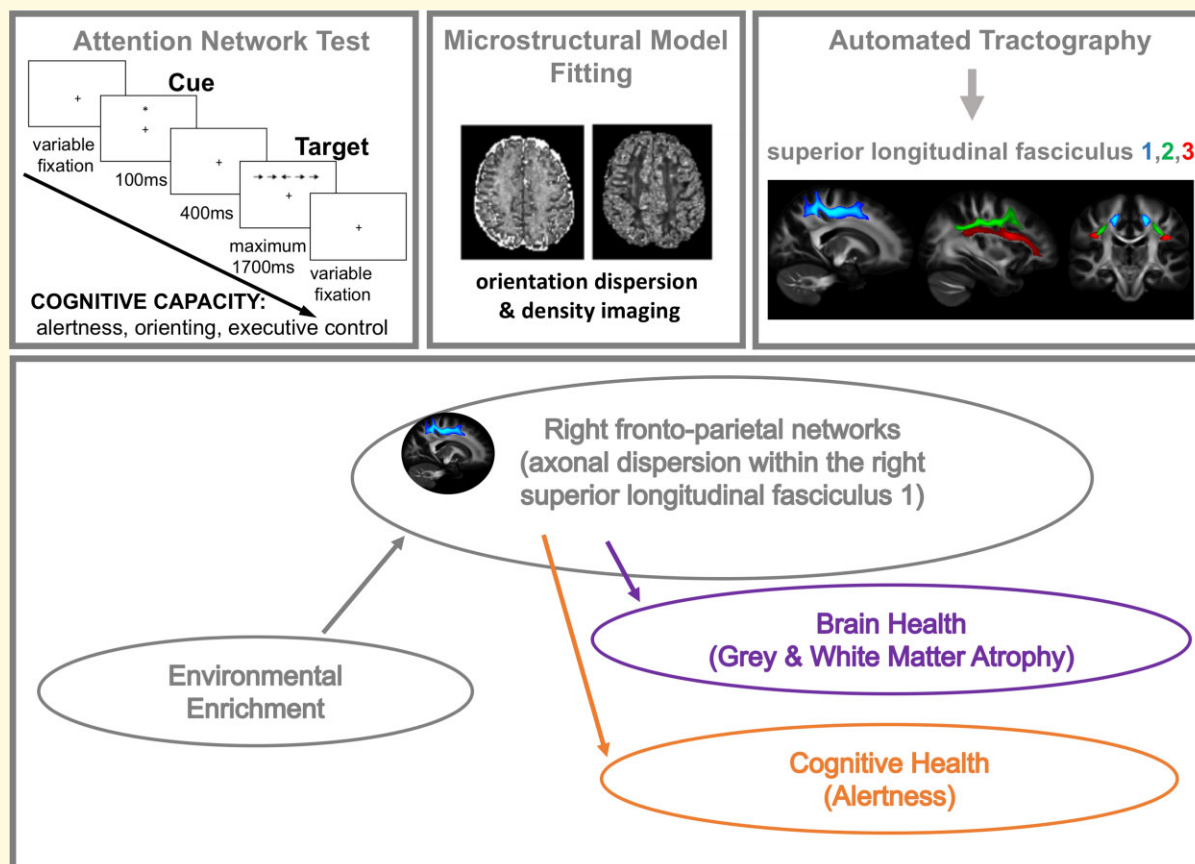 Attention Network Test
Cue
Target
+
*
+
+
+
+
variable
fixation
100ms
400ms
maximum
1700ms
variable
fixation
COGNITIVE CAPACITY:
alertness, orienting, executive control
Microstructural Model
Fitting
orientation dispersion
& density imaging
Automated Tractography
superior longitudinal fasciculus 1,2,3
Right fronto-parietal networks
(axonal dispersion within the right
superior longitudinal fasciculus 1)
Environmental
Enrichment
Brain Health
(Grey & White Matter Atrophy)
Cognitive Health
(Alertness)